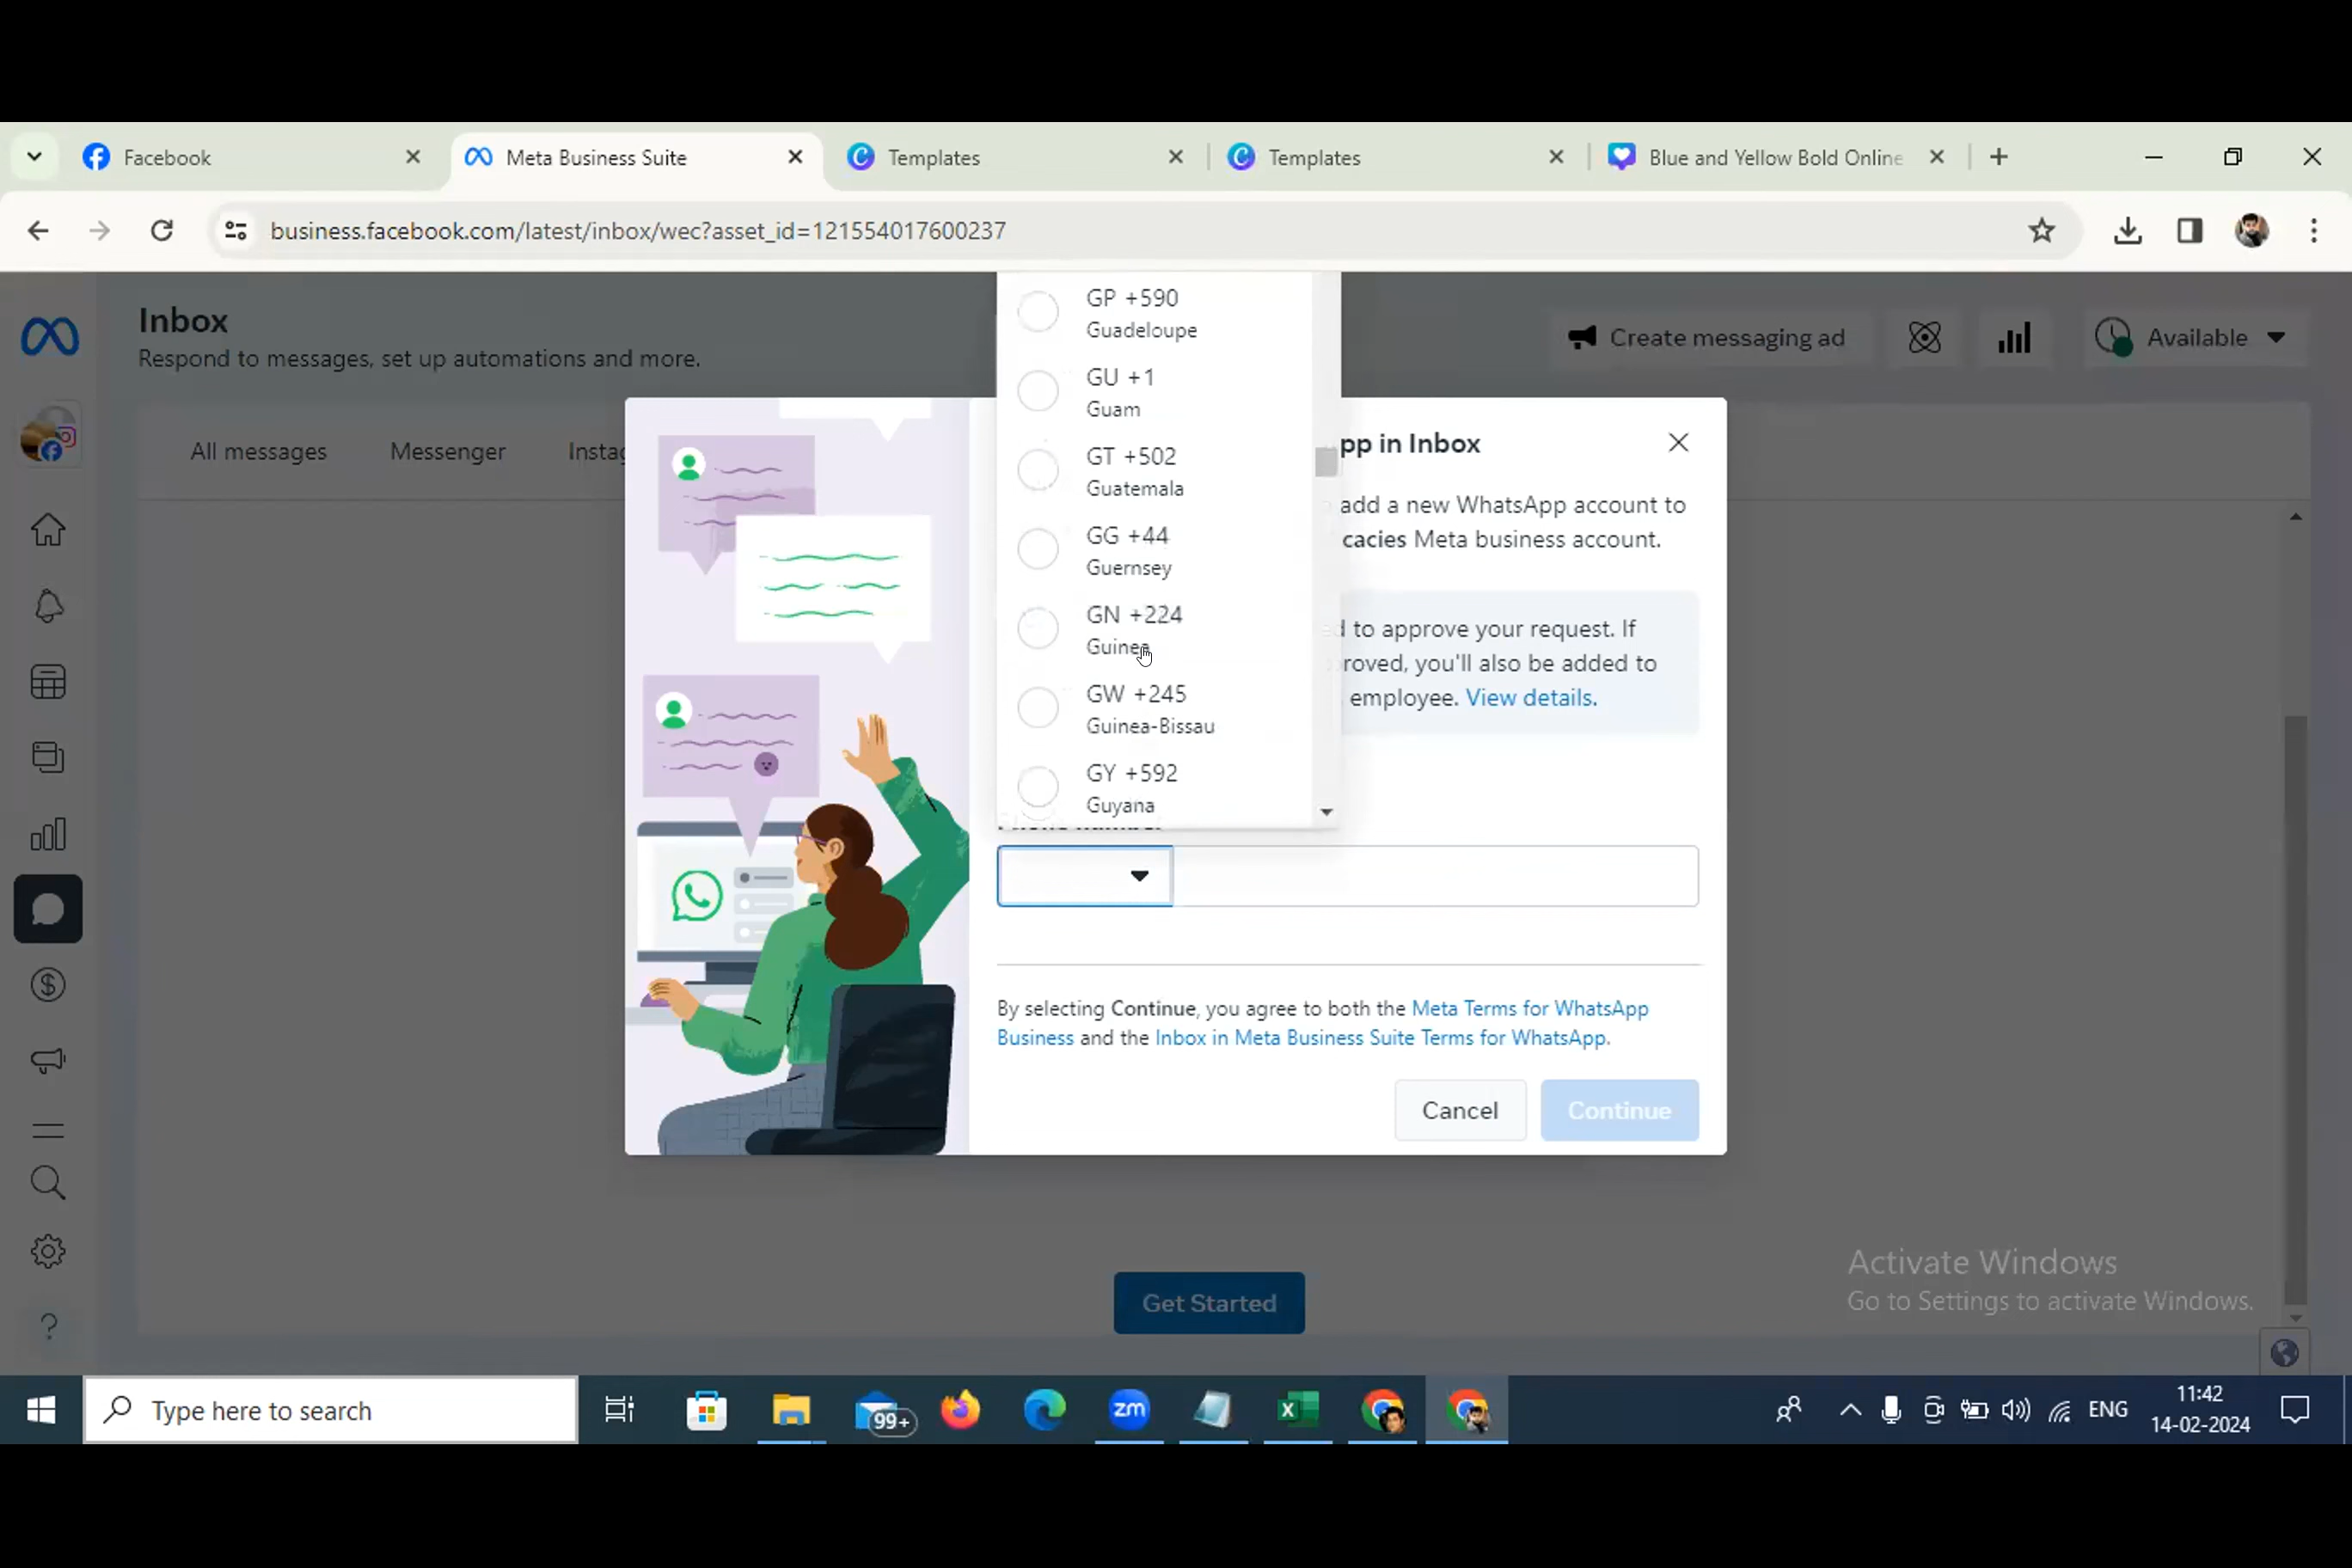 Facebook
Meta Business Suite
Templates
Templates
Blue and Yellow Bold Online
business.facebook.com/latest/inbox/wec?asset_id=121554017600237
Inbox
Respond to messages, set up automations and more.
Create messaging ad
Available
All messages
Messenger
GP +590
Guadeloupe
GU +1
Guam
GT +502
Guatemala
GG +44
Guernsey
GN +224
Guinea
GW +245
Guinea-Bissau
GY +592
Guyana
pp in Inbox
add a new WhatsApp account to
cacies Meta business account.
to approve your request. If
roved, you'll also be added to
employee. View details.
By selecting Continue, you agree to both the Meta Terms for WhatsApp
Business and the Inbox in Meta Business Suite Terms for WhatsApp.
Cancel
Continue
Get Started
Activate Windows
Go to Settings to activate Windows.
Type here to search
99+
zm
ENG
11:42
14-02-2024